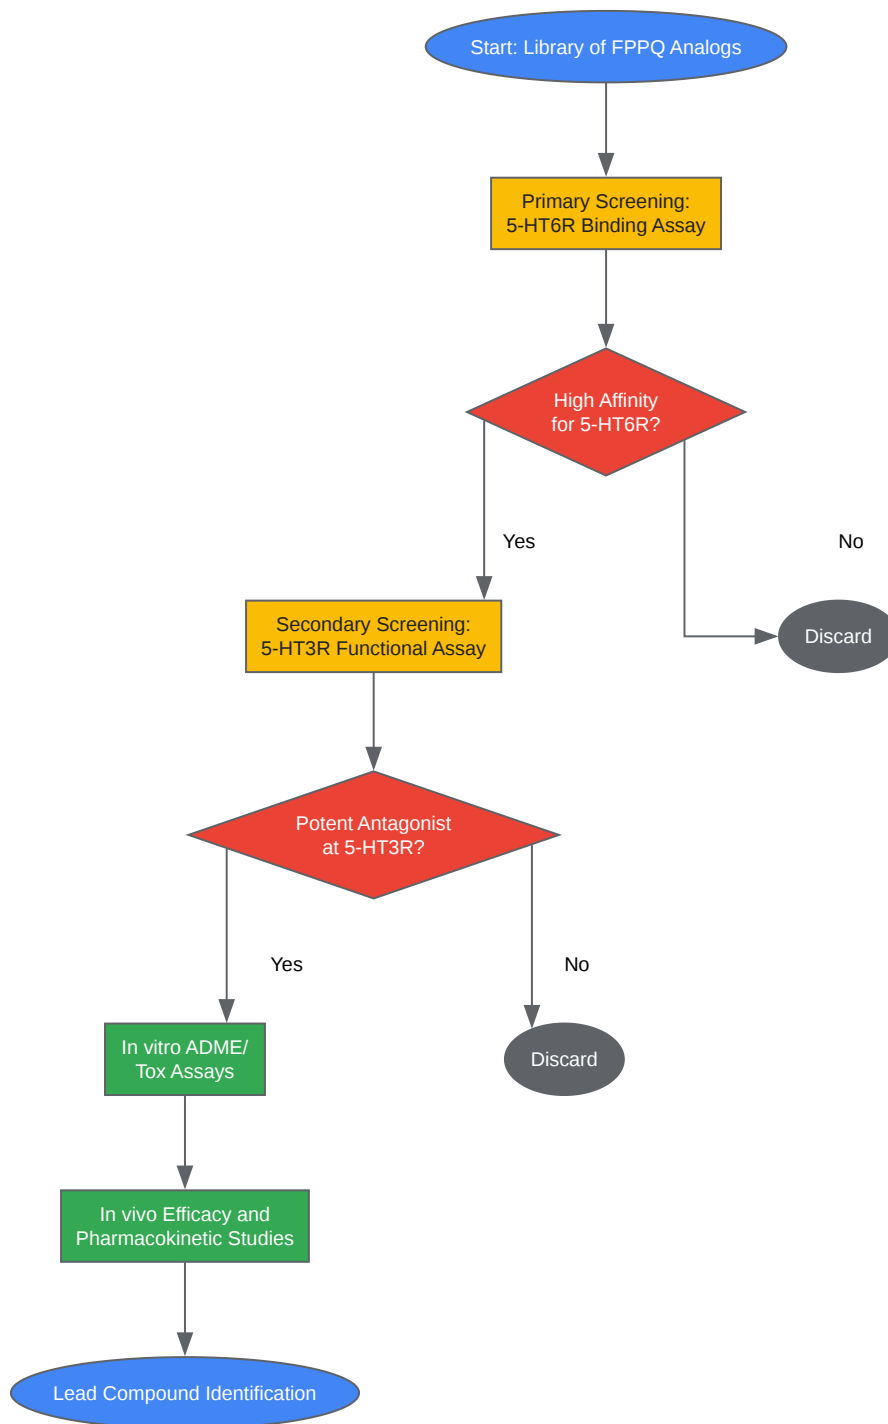 Start: Library of FPPQ Analogs
Primary Screening:
5-HT6R Binding Assay
High Affinity
for 5-HT6R?
Yes
No
Secondary Screening:
5-HT3R Functional Assay
Discard
Potent Antagonist
at 5-HT3R?
Yes
No
In vitro ADME/
Tox Assays
Discard
In vivo Efficacy and
Pharmacokinetic Studies
Lead Compound Identification